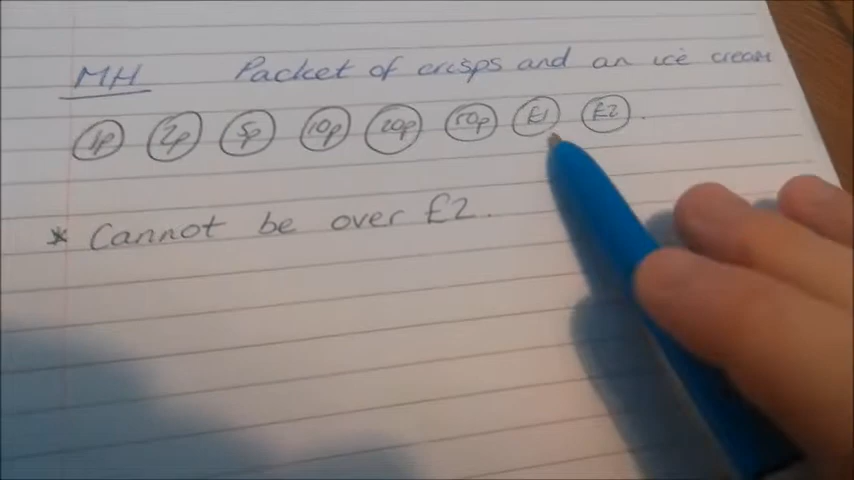 MH Packet of crisps and an ice cream
1p 2p 5p 10p 20p 50p £1 £2.
* Cannot be over £2.